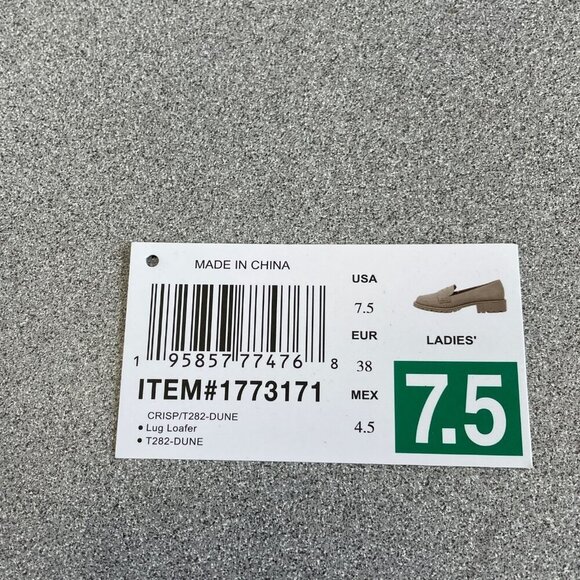 MADE IN CHINA
1 95857 77476 8
ITEM#1773171
CRISP/T282-DUNE
• Lug Loafer
• T282-DUNE
USA
7.5
EUR
38
MEX
4.5
LADIES'
7.5